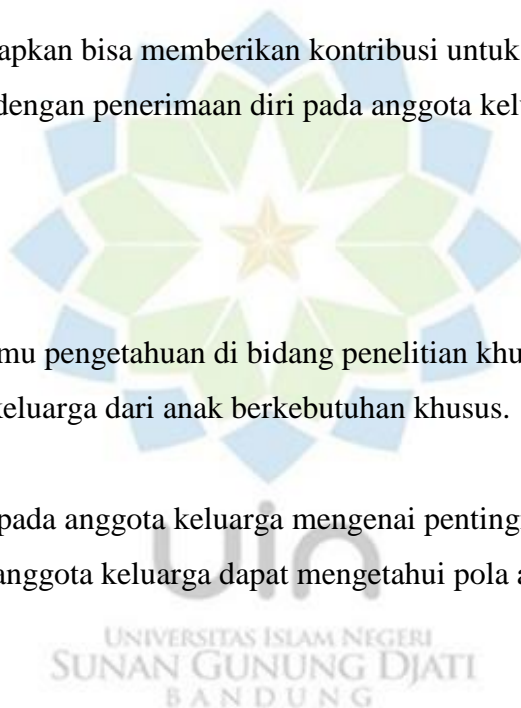 apkan bisa memberikan kontribusi untuk
dengan penerimaan diri pada anggota kel
mu pengetahuan di bidang penelitian khu
keluarga dari anak berkebutuhan khusus.
pada anggota keluarga mengenai penting
anggota keluarga dapat mengetahui pola a
uin
UNIVERSITAS ISLAM NEGERI
SUNAN GUNUNG DJATI
BANDUNG